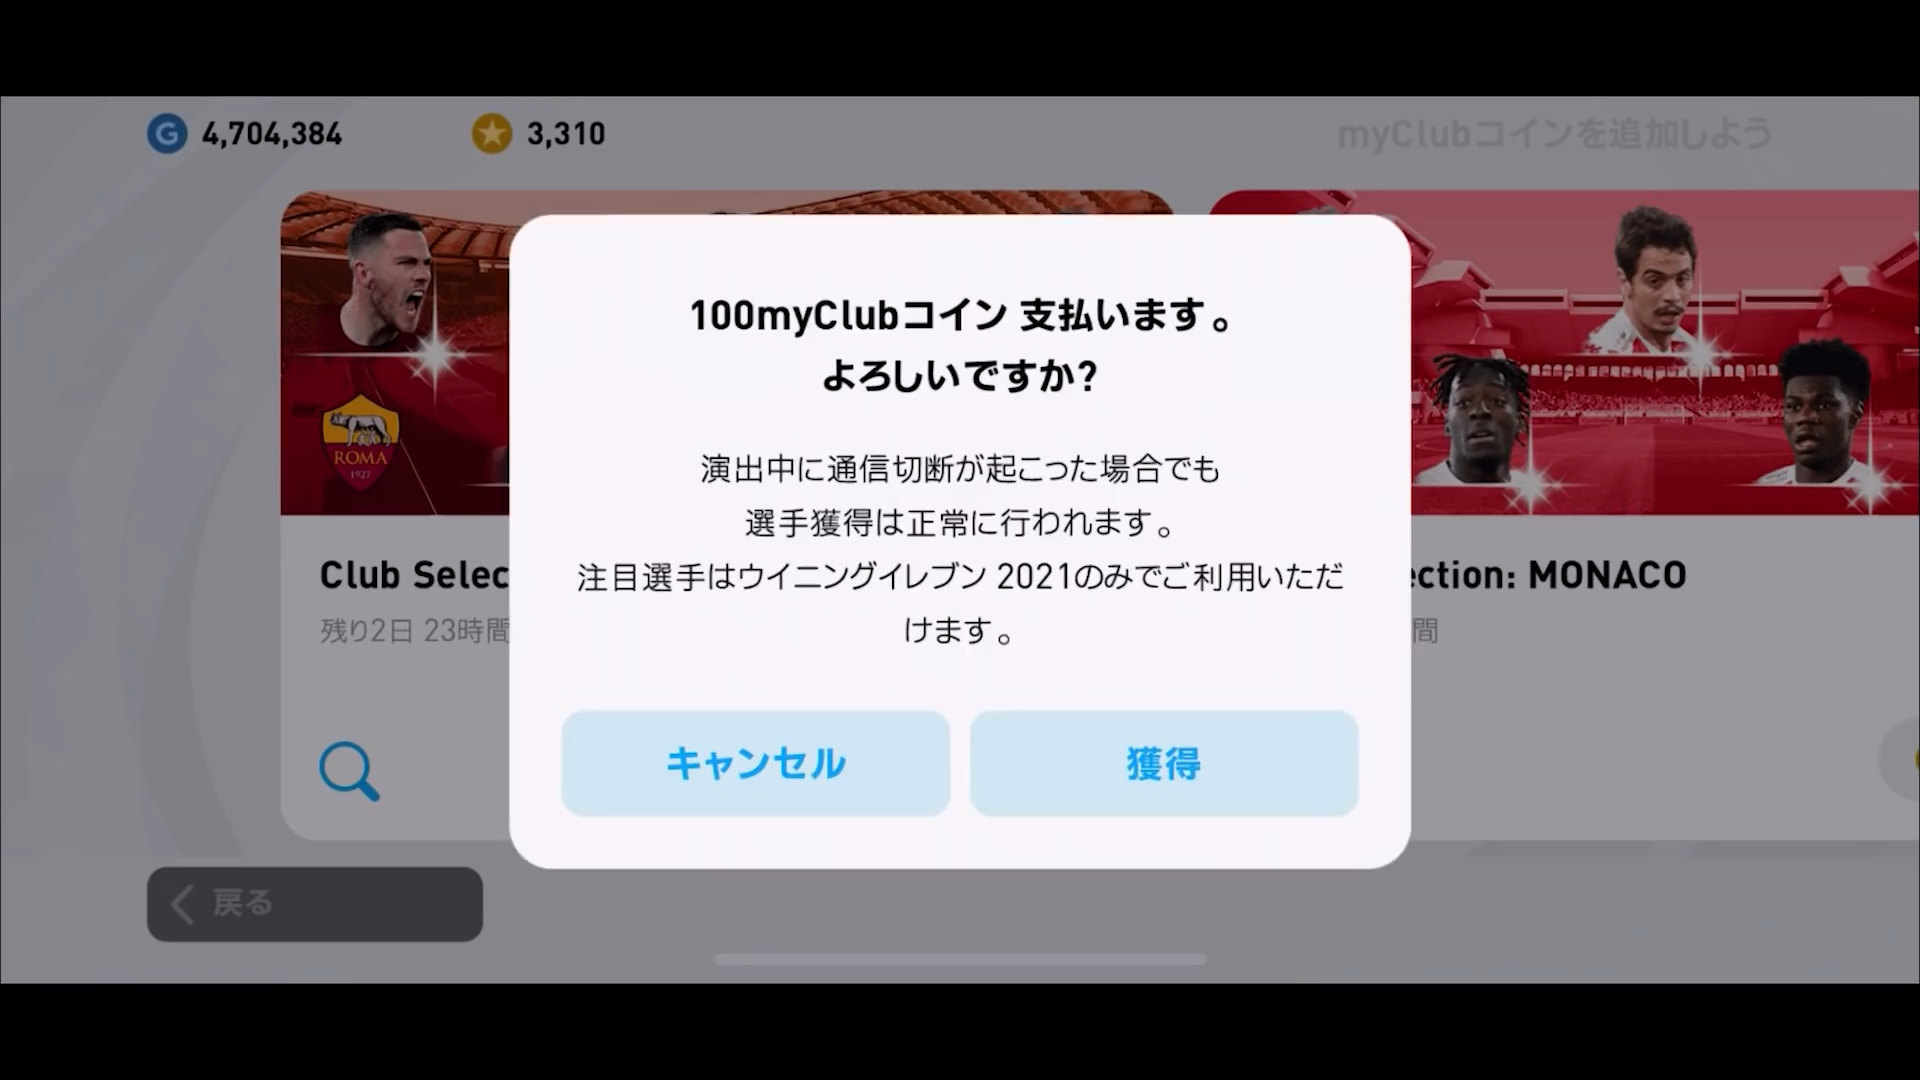 4,704,384
3,310
myClubコインを追加しよう
100myClubコイン 支払います。
よろしいですか?
演出中に通信切断が起こった場合でも
選手獲得は正常に行われます。
注目選手はウイニングイレブン 2021のみでご利用いただ
けます。
キャンセル
獲得
ROMA
1927
Club Selec
残り2日 23時間
ection: MONACO
間
戻る